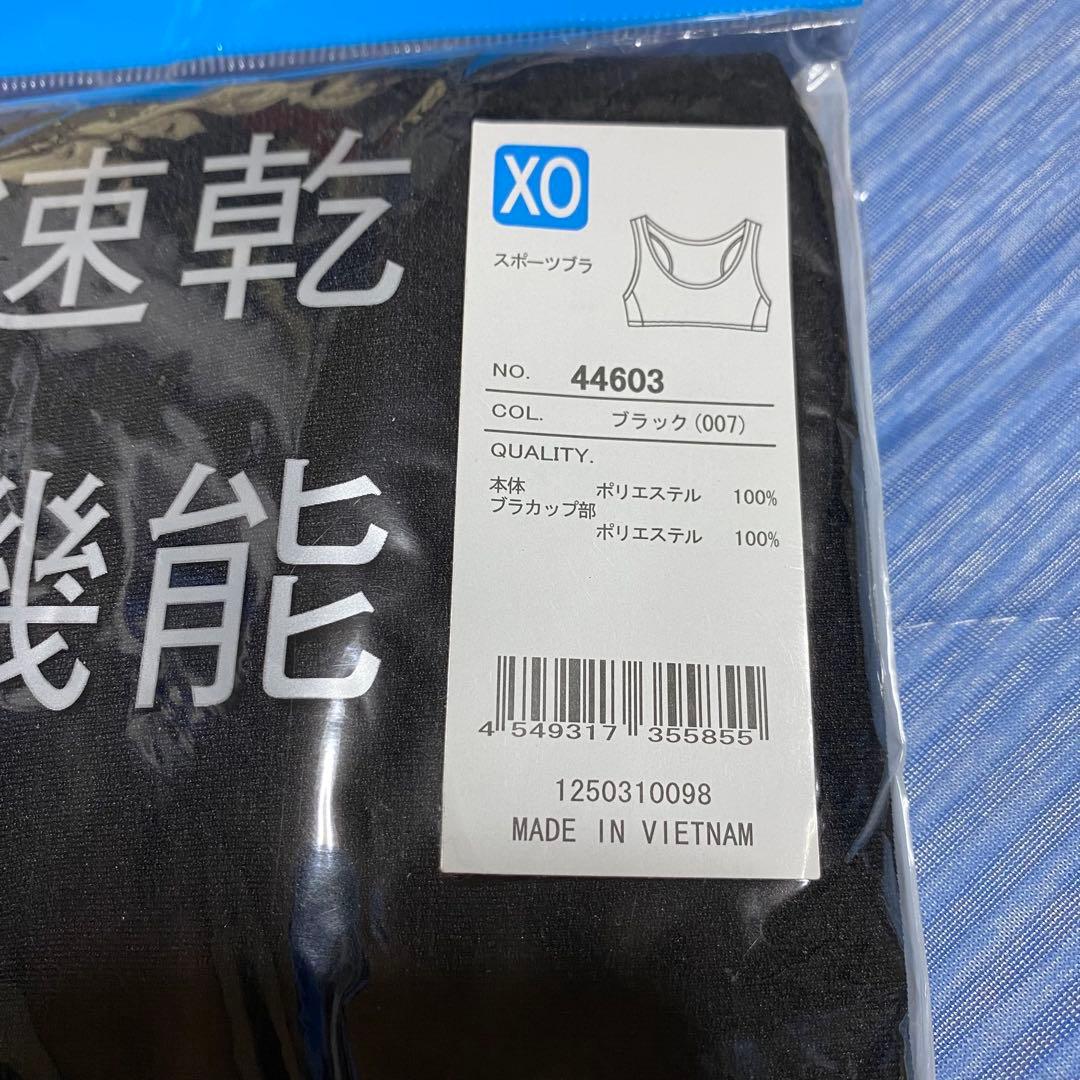 速乾
機能
XO
スポーツブラ
NO. 44603
COL. ブラック(007)
QUALITY.
本体 ポリエステル 100%
ブラカップ部
ポリエステル 100%
4 549317 355855
1250310098
MADE IN VIETNAM